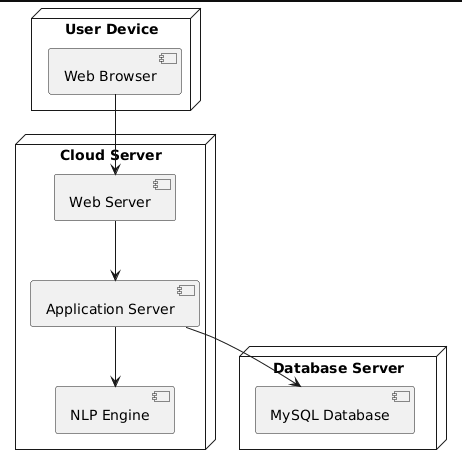 User Device
Web Browser
Cloud Server
Web Server
Application Server
NLP Engine
Database Server
MySQL Database